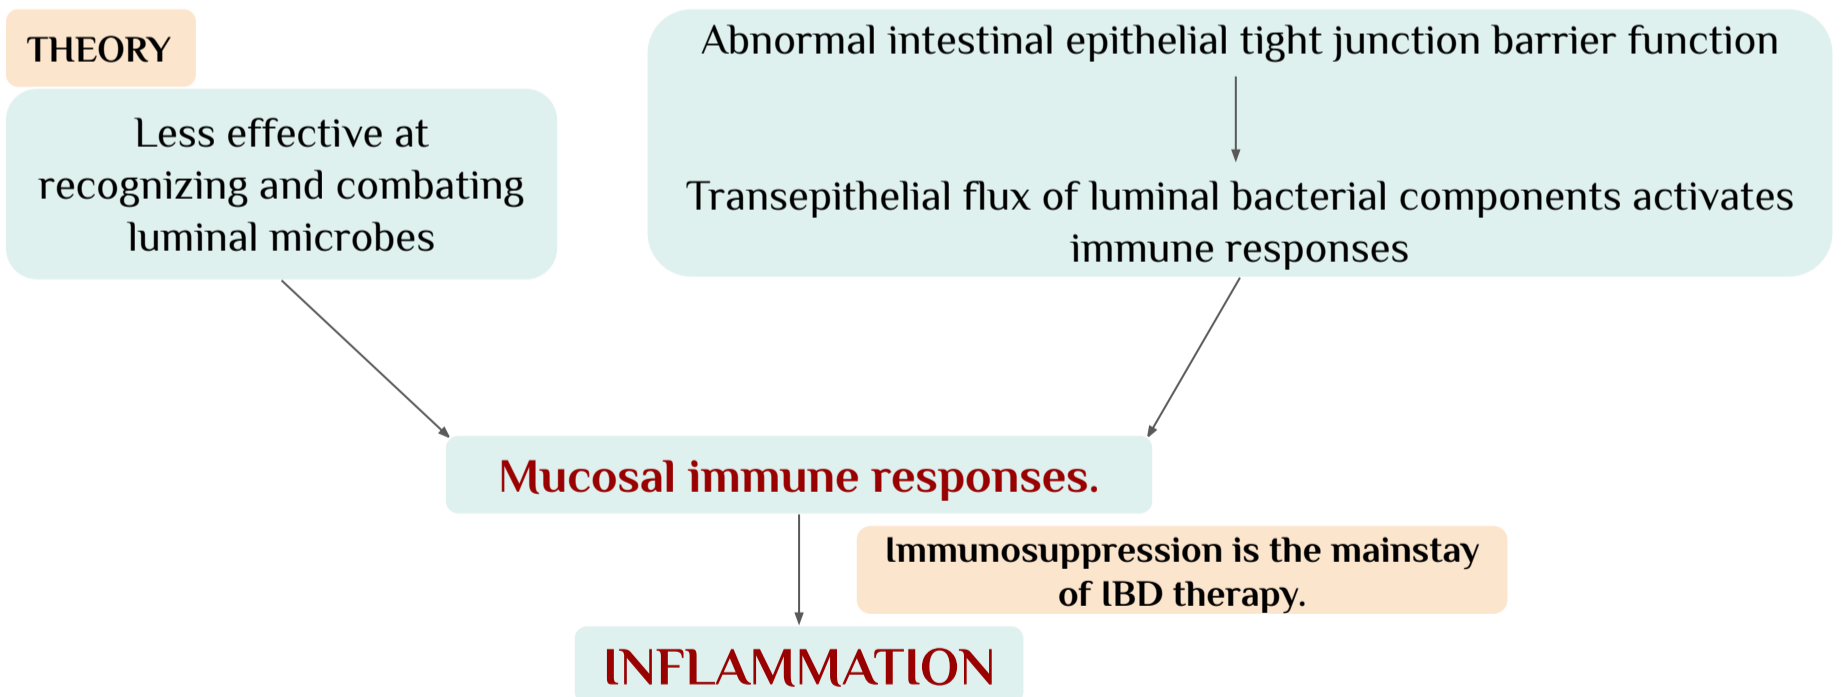 THEORY
Less effective at
recognizing and combating
luminal microbes
Abnormal intestinal epithelial tight junction barrier function
Transepithelial flux of luminal bacterial components activates
immune responses
Mucosal immune responses.
Immunosuppression is the mainstay
of IBD therapy.
INFLAMMATION